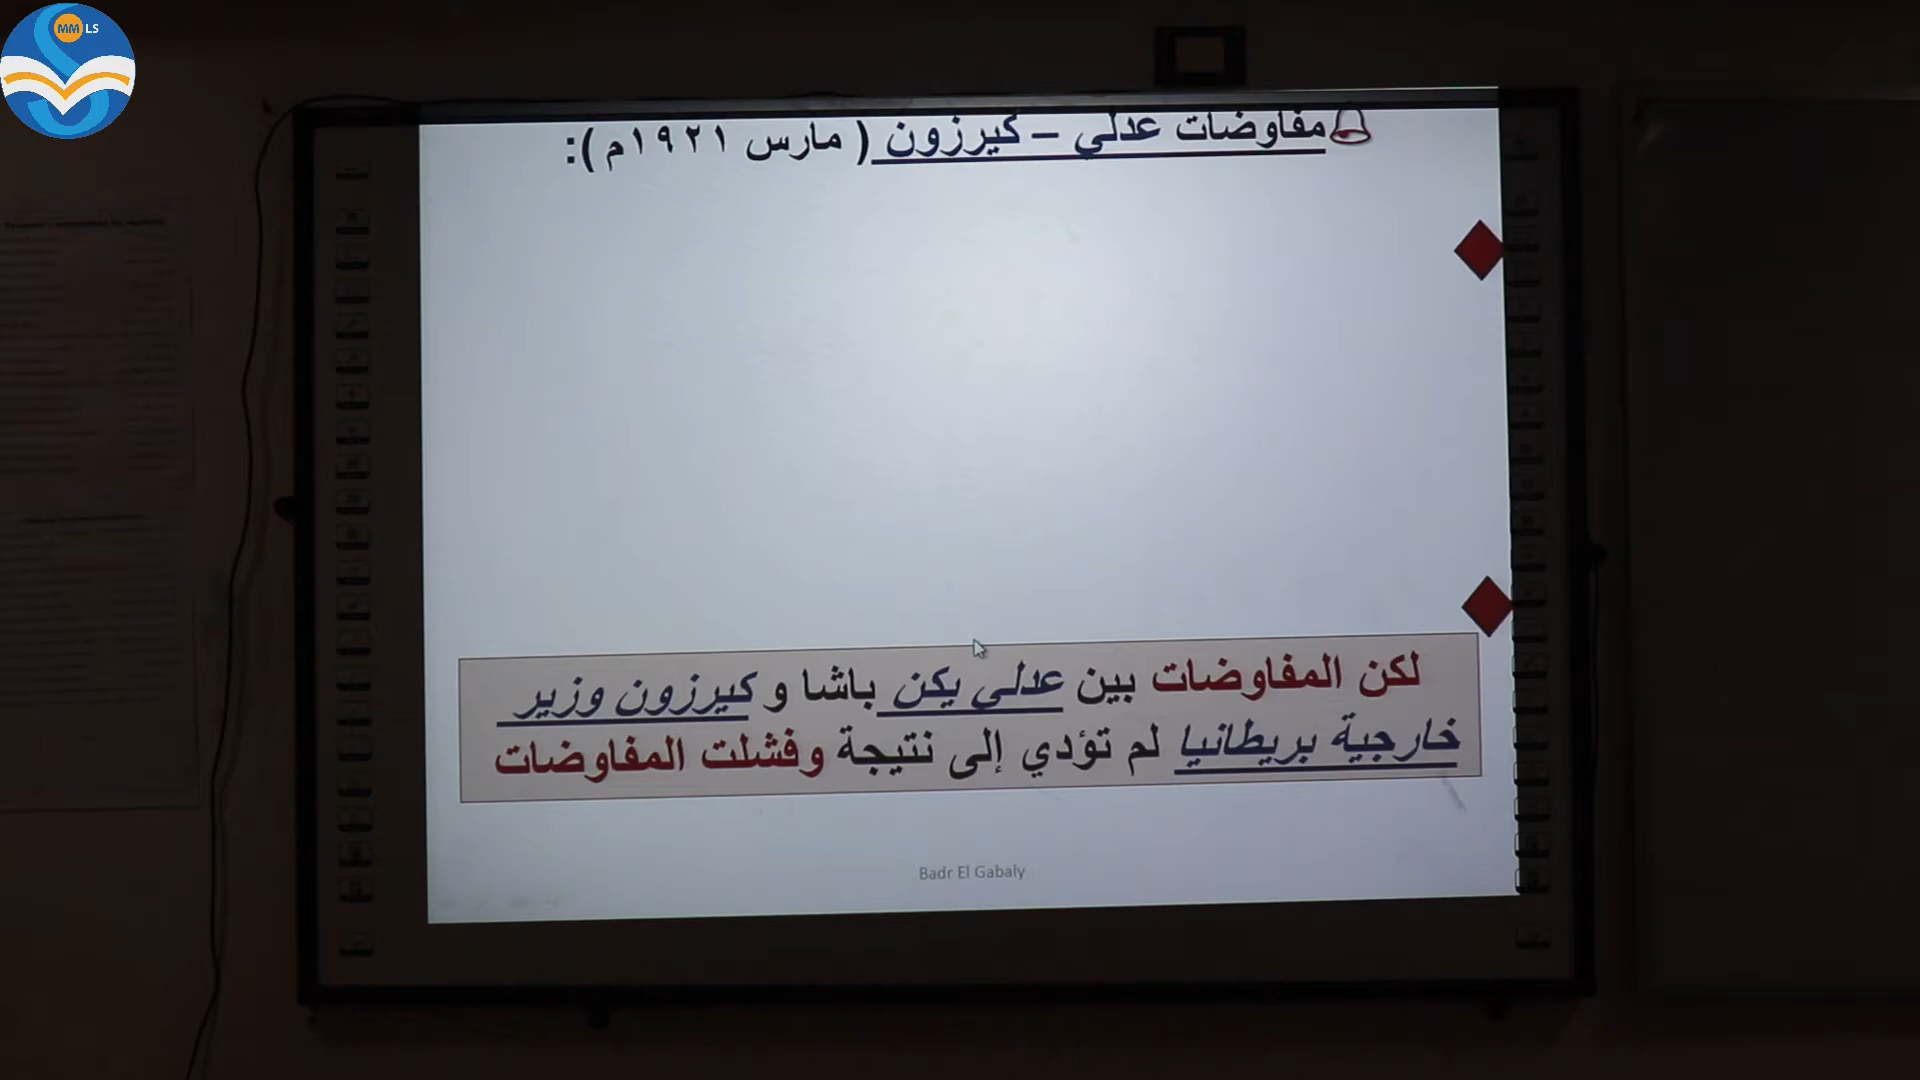 MM LS
مفاوضات عدلي – كيرزون ( مارس ١٩٢١م ):
لكن المفاوضات بين عدلي يكن باشا و كيرزون وزير
خارجية بريطانيا لم تؤدي إلى نتيجة وفشلت المفاوضات
Badr El Gabaly